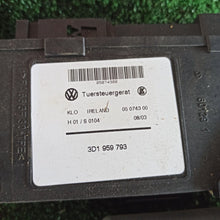 Tuersteuergerat
KLO IRELAND 05 0743 00
H 01 / S 0104 08/03
3D1 959 793